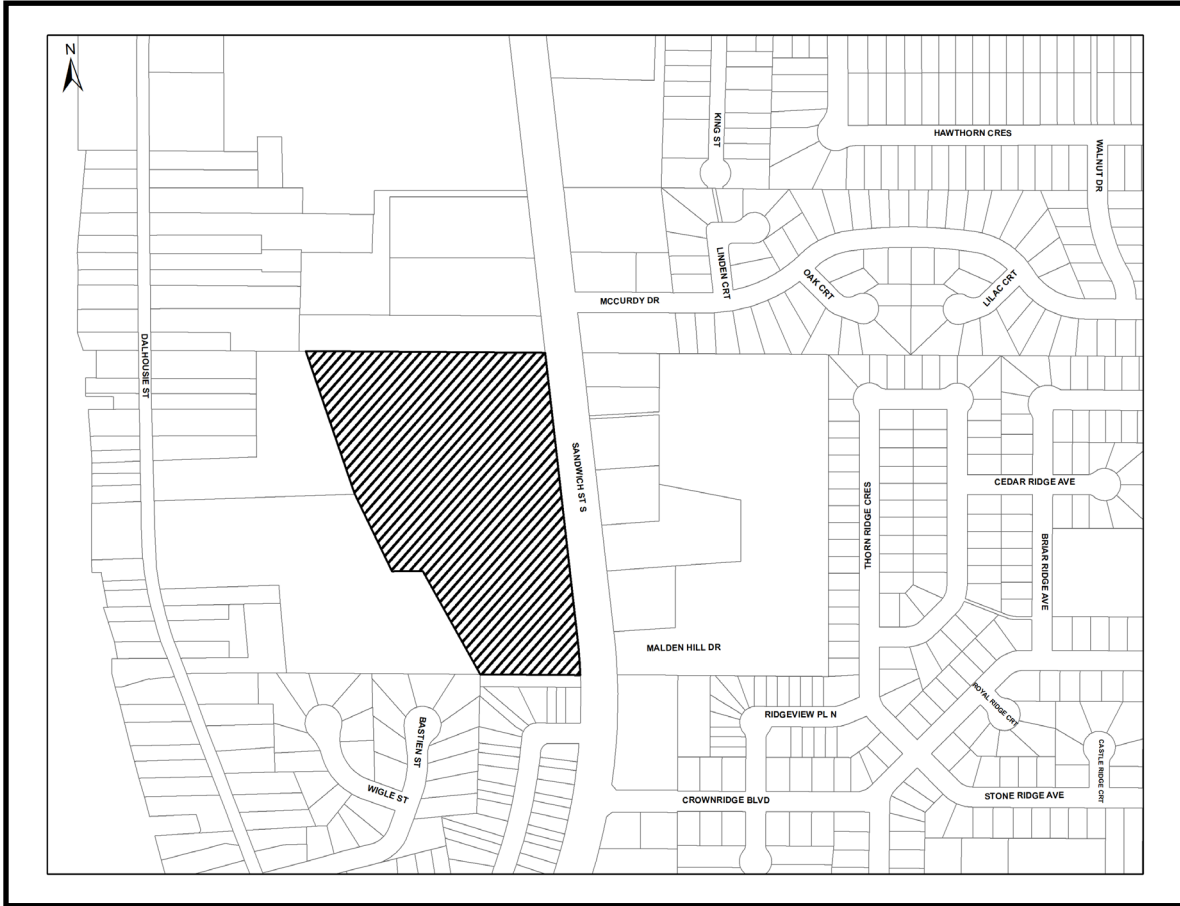 N
KING ST
HAWTHORN CRES
WALNUT DR
LINDEN CRT
OAK CRT
LILAC CRT
MCCURDY DR
DALHOUSIE ST
SANDWICH ST S
THORN RIDGE CRES
CEDAR RIDGE AVE
BRIAR RIDGE AVE
MALDEN HILL DR
ROYAL RIDGE CRT
RIDGEVIEW PL N
BASTIEN ST
CASTLE RIDGE CRT
WIGLE ST
CROWNRIDGE BLVD
STONE RIDGE AVE